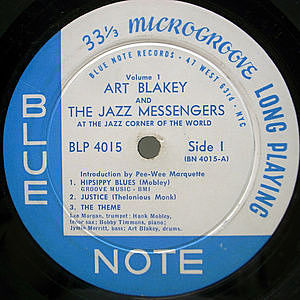 33⅓ MICROGROOVE LONG PLAYING
BLUE NOTE RECORDS · 47 WEST 63rd · NYC
Volume 1
ART BLAKEY
AND
THE JAZZ MESSENGERS
AT THE JAZZ CORNER OF THE WORLD
BLP 4015 Side 1
(BN 4015-A)
Introduction by Pee-Wee Marquette
1. HIPSIPPY BLUES (Mobley)
GROOVE MUSIC - BMI
2. JUSTICE (Thelonious Monk)
3. THE THEME
Lee Morgan, trumpet; Hank Mobley,
tenor sax; Bobby Timmons, piano;
Jymie Merritt, bass; Art Blakey, drums.
BLUE
NOTE